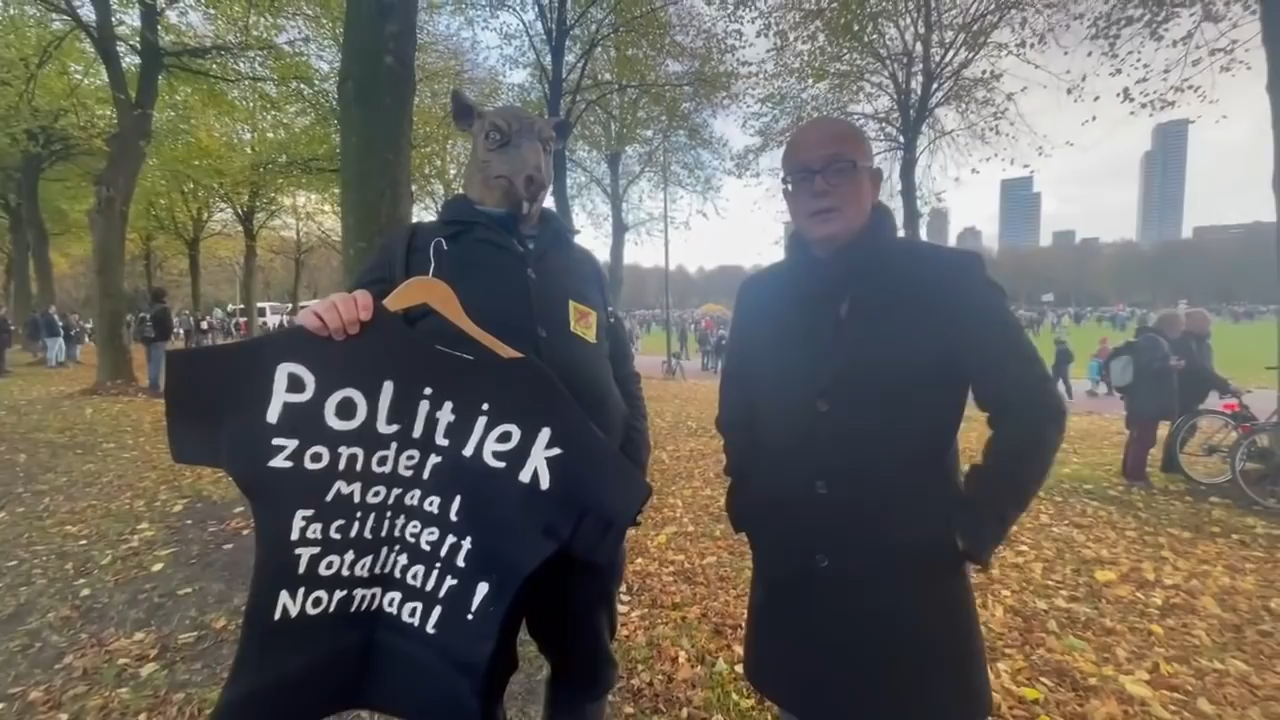 Politiek
zonder
Moraal
Faciliteert
Totalitair !
Normaal